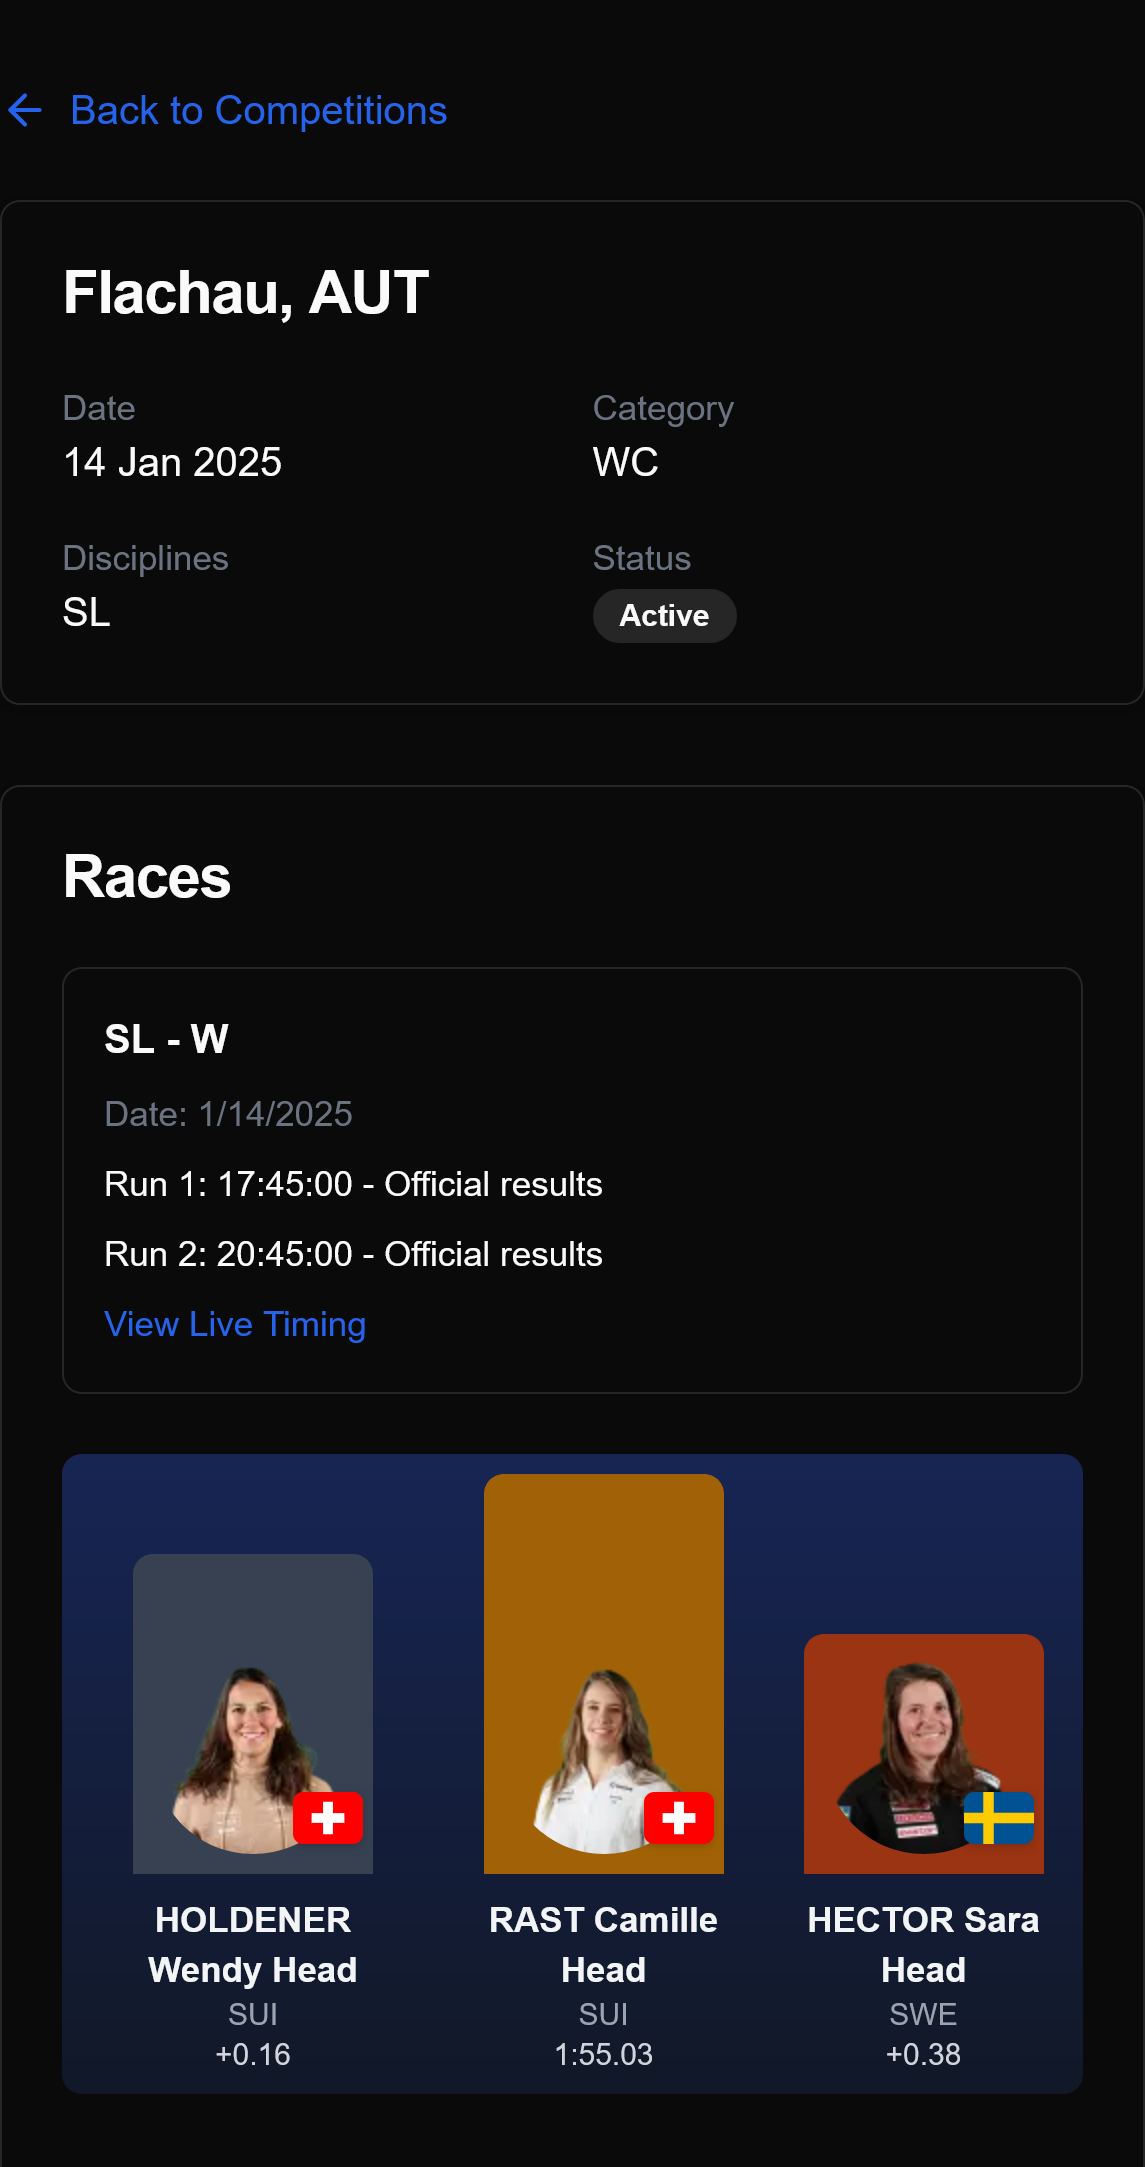 Back to Competitions
Flachau, AUT
Date
14 Jan 2025
Category
WC
Disciplines
SL
Status
Active
Races
SL - W
Date: 1/14/2025
Run 1: 17:45:00 - Official results
Run 2: 20:45:00 - Official results
View Live Timing
HOLDENER
Wendy Head
SUI
+0.16
RAST Camille
Head
SUI
1:55.03
HECTOR Sara
Head
SWE
+0.38